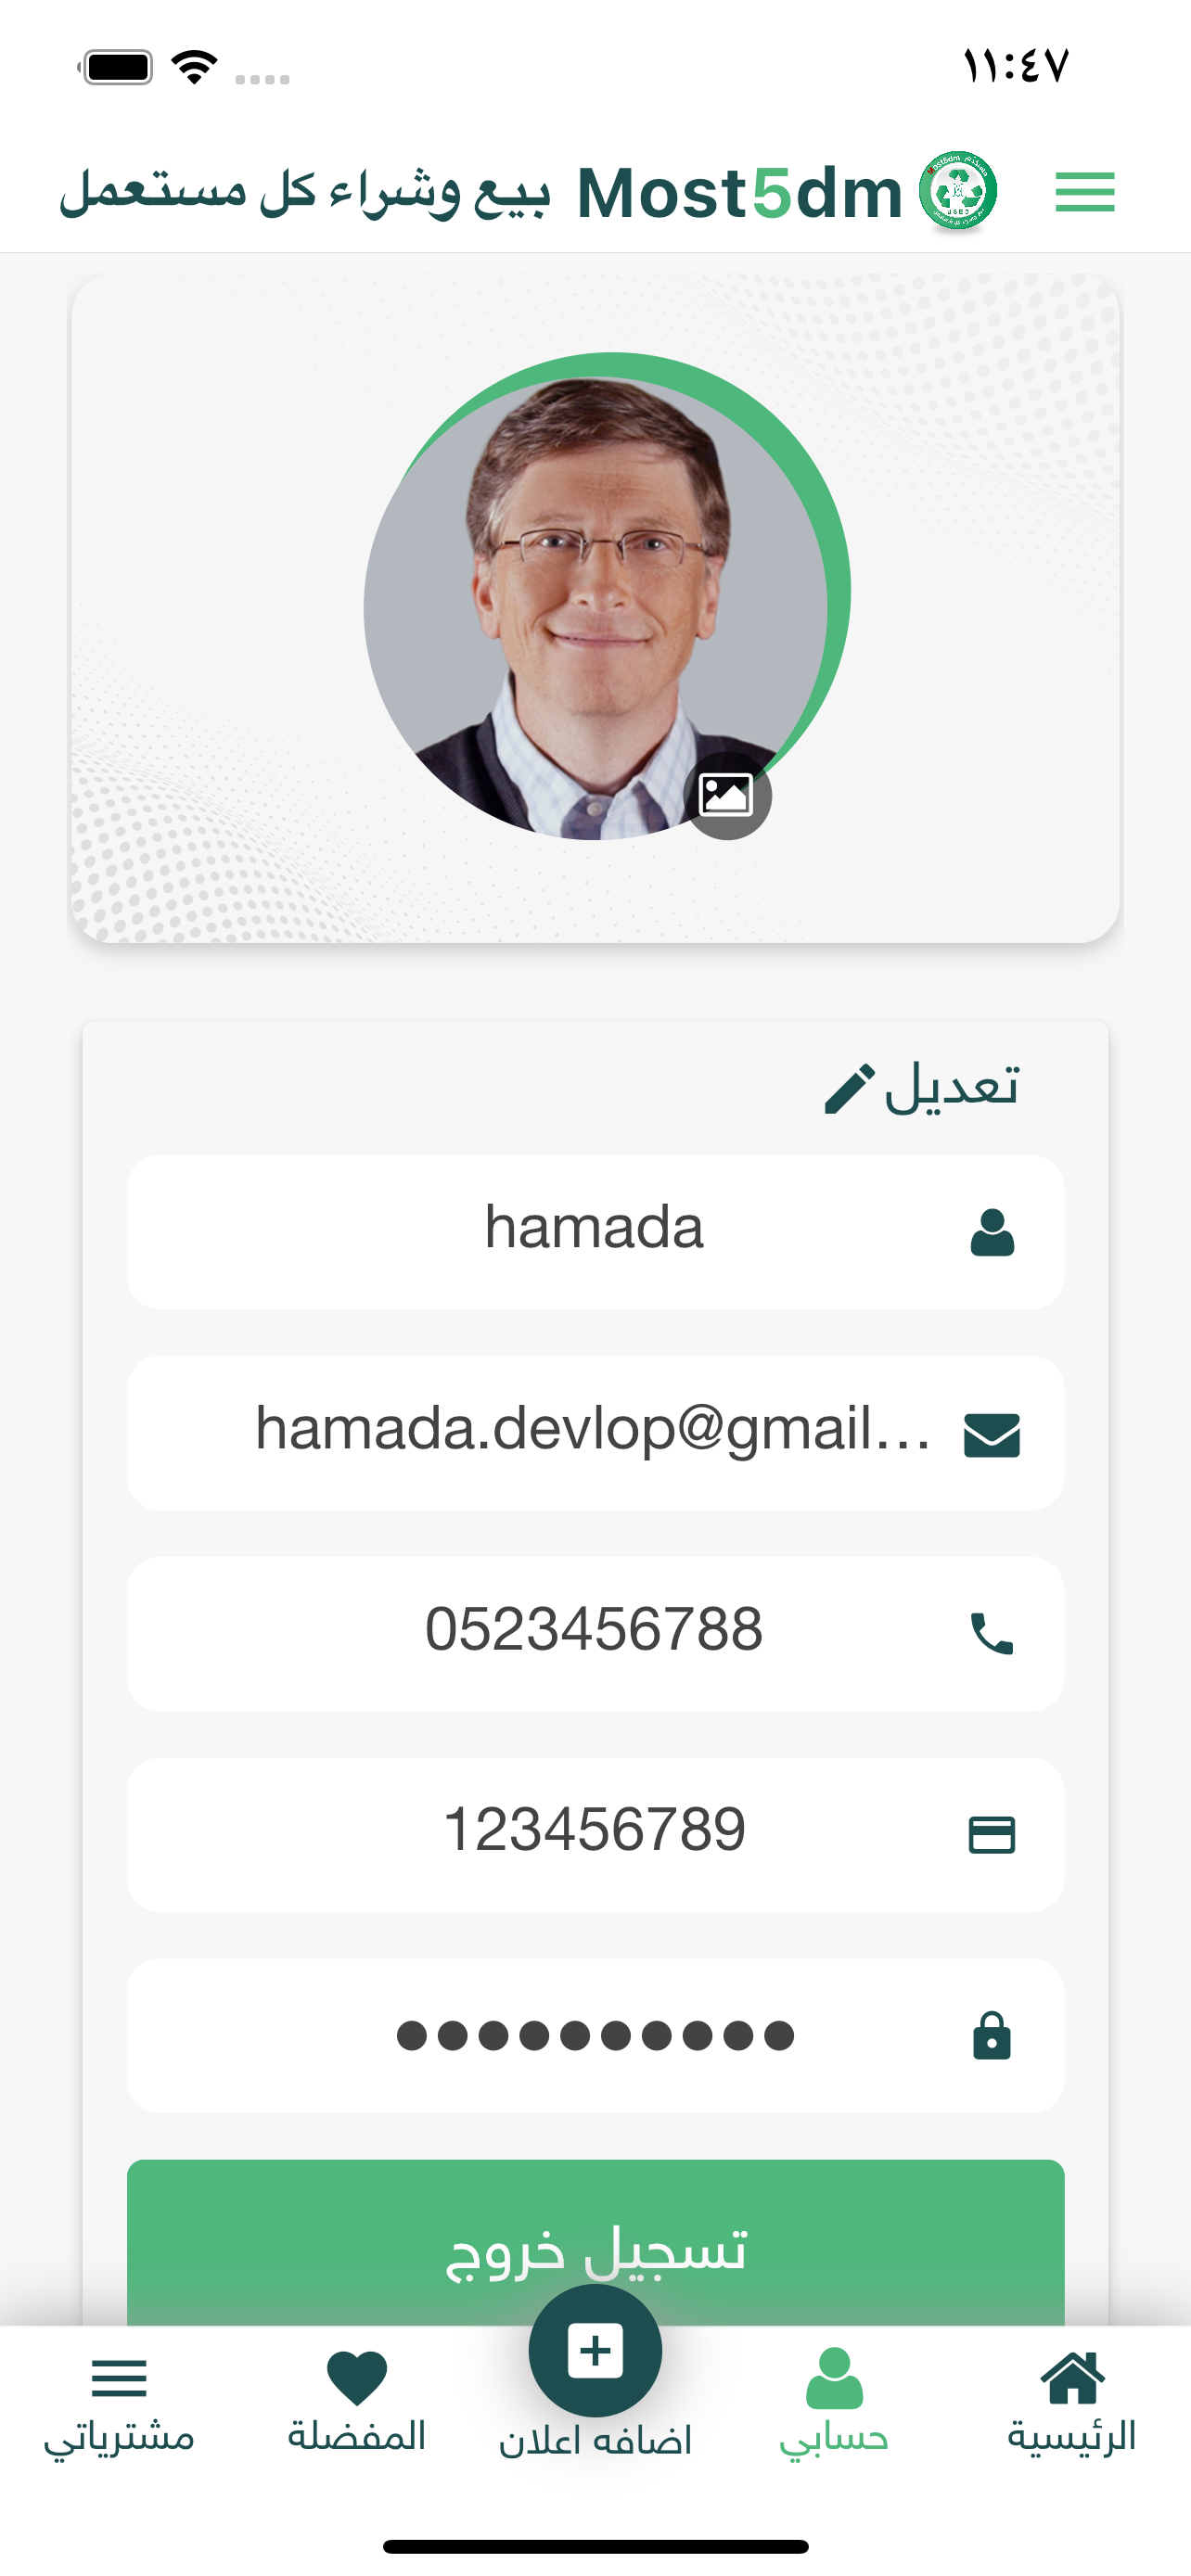 ١١:٤٧
Most5dm بيع وشراء كل مستعمل
USED
تعديل
hamada
hamada.devlop@gmail...
0523456788
123456789
●●●●●●●●●●
تسجيل خروج
الرئيسية
حسابي
اضافه اعلان
المفضلة
مشترياتي